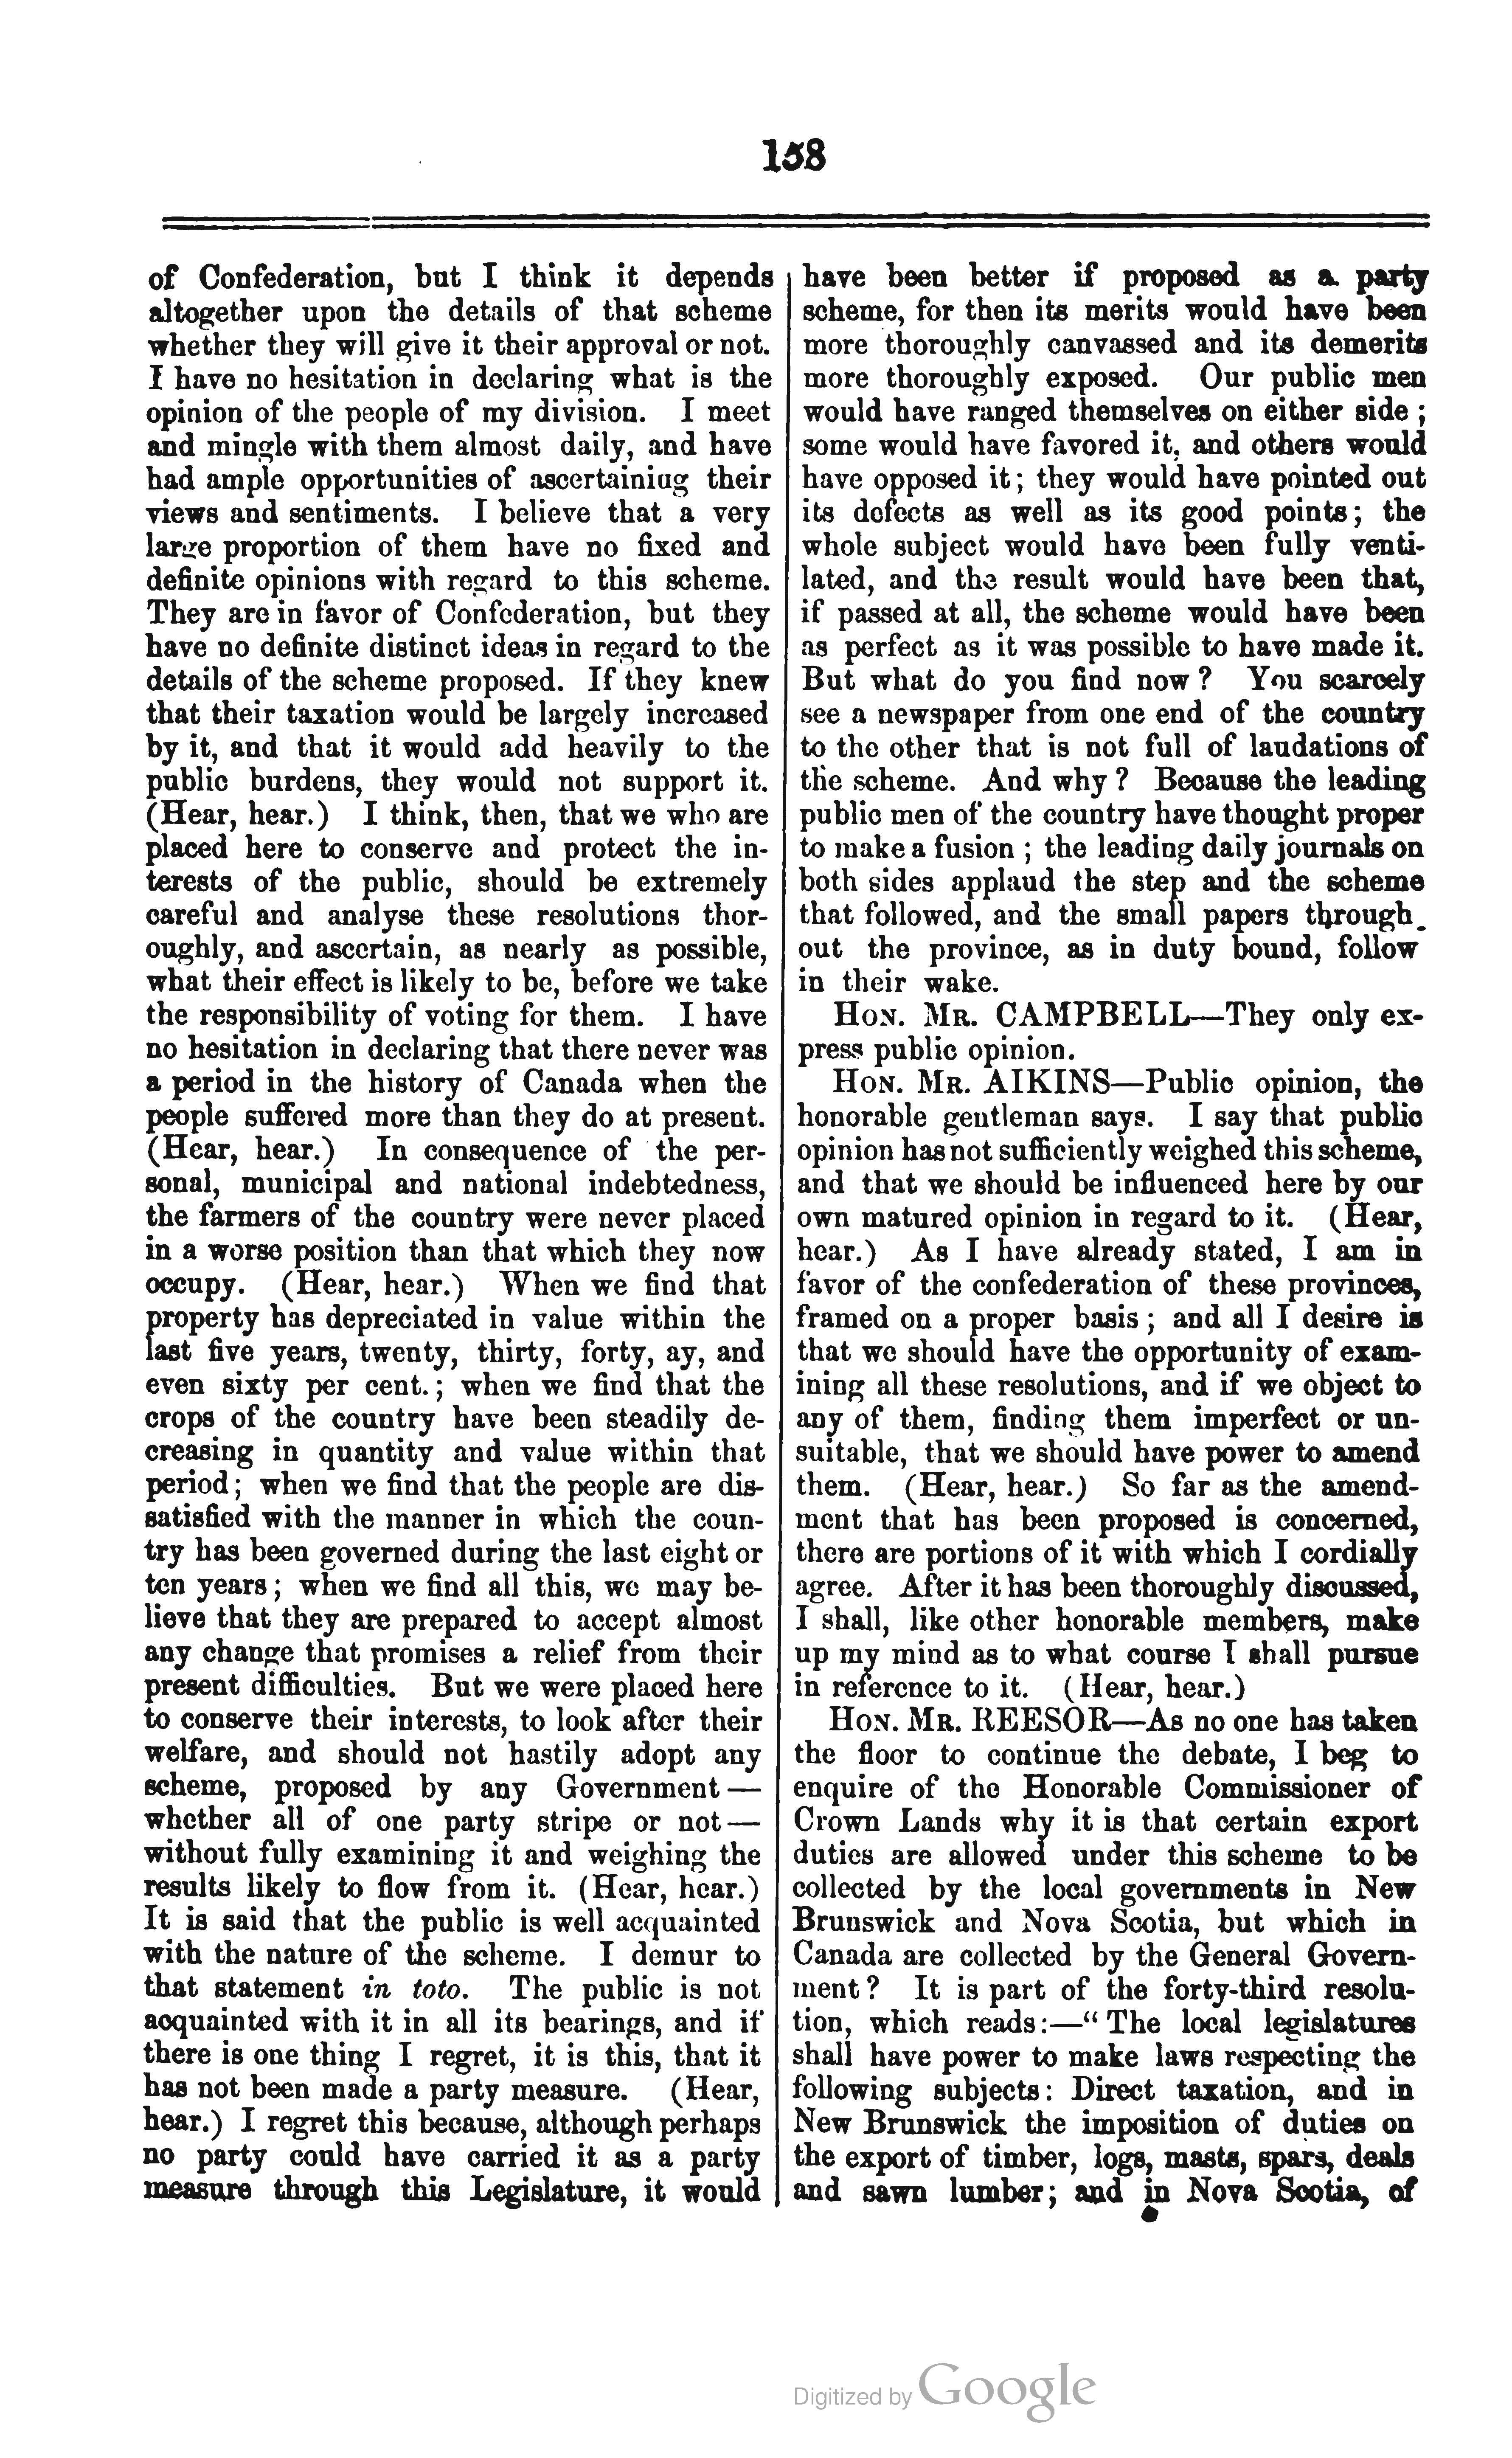 158
of Confederation, but I think it depends
altogether upon the details of that scheme
whether they will give it their approval or not.
I have no hesitation in declaring what is the
opinion of the people of my division. I meet
and mingle with them almost daily, and have
had ample opportunities of ascertaining their
views and sentiments. I believe that a very
large proportion of them have no fixed and
definite opinions with regard to this scheme.
They are in favor of Confederation, but they
have no definite distinct ideas in regard to the
details of the scheme proposed. If they knew
that their taxation would be largely increased
by it, and that it would add heavily to the
public burdens, they would not support it.
(Hear, hear.) I think, then, that we who are
placed here to conserve and protect the in-
terests of the public, should be extremely
careful and analyse these resolutions thor-
oughly, and ascertain, as nearly as possible,
what their effect is likely to be, before we take
the responsibility of voting for them. I have
no hesitation in declaring that there never was
a period in the history of Canada when the
people suffered more than they do at present.
(Hear, hear.) In consequence of the per-
sonal, municipal and national indebtedness,
the farmers of the country were never placed
in a worse position than that which they now
occupy. (Hear, hear.) When we find that
property has depreciated in value within the
last five years, twenty, thirty, forty, ay, and
even sixty per cent.; when we find that the
crops of the country have been steadily de-
creasing in quantity and value within that
period; when we find that the people are dis-
satisfied with the manner in which the coun-
try has been governed during the last eight or
ten years; when we find all this, we may be-
lieve that they are prepared to accept almost
any change that promises a relief from their
present difficulties. But we were placed here
to conserve their interests, to look after their
welfare, and should not hastily adopt any
scheme, proposed by any Government—
whether all of one party stripe or not—
without fully examining it and weighing the
results likely to flow from it. (Hear, hear.)
It is said that the public is well acquainted
with the nature of the scheme. I demur to
that statement in toto. The public is not
acquainted with it in all its bearings, and if
there is one thing I regret, it is this, that it
has not been made a party measure. (Hear,
hear.) I regret this because, although perhaps
no party could have carried it as a party
measure through this Legislature, it would
have been better if proposed as a party
scheme, for then its merits would have been
more thoroughly canvassed and its demerits
more thoroughly exposed. Our public men
would have ranged themselves on either side;
some would have favored it, and others would
have opposed it; they would have pointed out
its defects as well as its good points; the
whole subject would have been fully venti-
lated, and the result would have been that,
if passed at all, the scheme would have been
as perfect as it was possible to have made it.
But what do you find now? You scarcely
see a newspaper from one end of the country
to the other that is not full of laudations of
the scheme. And why? Because the leading
public men of the country have thought proper
to make a fusion; the leading daily journals on
both sides applaud the step and the scheme
that followed, and the small papers through-
out the province, as in duty bound, follow
in their wake.
HON. MR. CAMPBELL—They only ex-
press public opinion.
HON. MR. AIKINS—Public opinion, the
honorable gentleman says. I say that public
opinion has not sufficiently weighed this scheme,
and that we should be influenced here by our
own matured opinion in regard to it. (Hear,
hear.) As I have already stated, I am in
favor of the confederation of these provinces,
framed on a proper basis; and all I desire is
that we should have the opportunity of exam-
ining all these resolutions, and if we object to
any of them, finding them imperfect or un-
suitable, that we should have power to amend
them. (Hear, hear.) So far as the amend-
ment that has been proposed is concerned,
there are portions of it with which I cordially
agree. After it has been thoroughly discussed,
I shall, like other honorable members, make
up my mind as to what course I shall pursue
in reference to it. (Hear, hear.)
HON. MR. REESOR—As no one has taken
the floor to continue the debate, I beg to
enquire of the Honorable Commissioner of
Crown Lands why it is that certain export
duties are allowed under this scheme to be
collected by the local governments in New
Brunswick and Nova Scotia, but which in
Canada are collected by the General Govern-
ment? It is part of the forty-third resolu-
tion, which reads:—"The local legislatures
shall have power to make laws respecting the
following subjects: Direct taxation, and in
New Brunswick the imposition of duties on
the export of timber, logs, masts, spars, deals
and sawn lumber; and in Nova Scotia, of
Digitized by Google